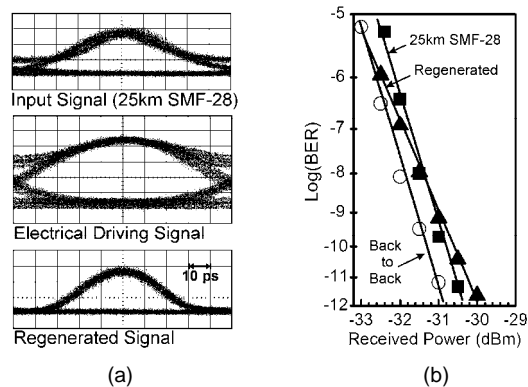 Input Signal (25km SMF-28)
Electrical Driving Signal
10 ps
Regenerated Signal
(a)
-5
-6
-7
-8
-9
-10
-11
-12
Log(BER)
25km SMF-28
Regenerated
Back
to
Back
-33 -32 -31 -30 -29
Received Power (dBm)
(b)